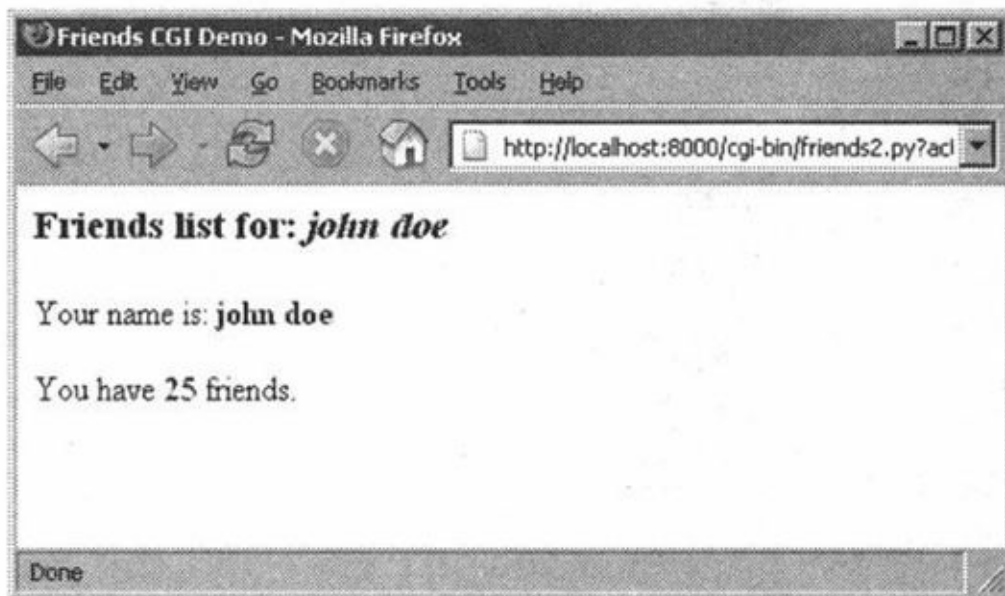 Friends CGI Demo - Mozilla Firefox
File Edit View Go Bookmarks Tools Help
http://localhost:8000/cgi-bin/friends2.py?acl
Friends list for: john doe
Your name is: john doe
You have 25 friends.
Done